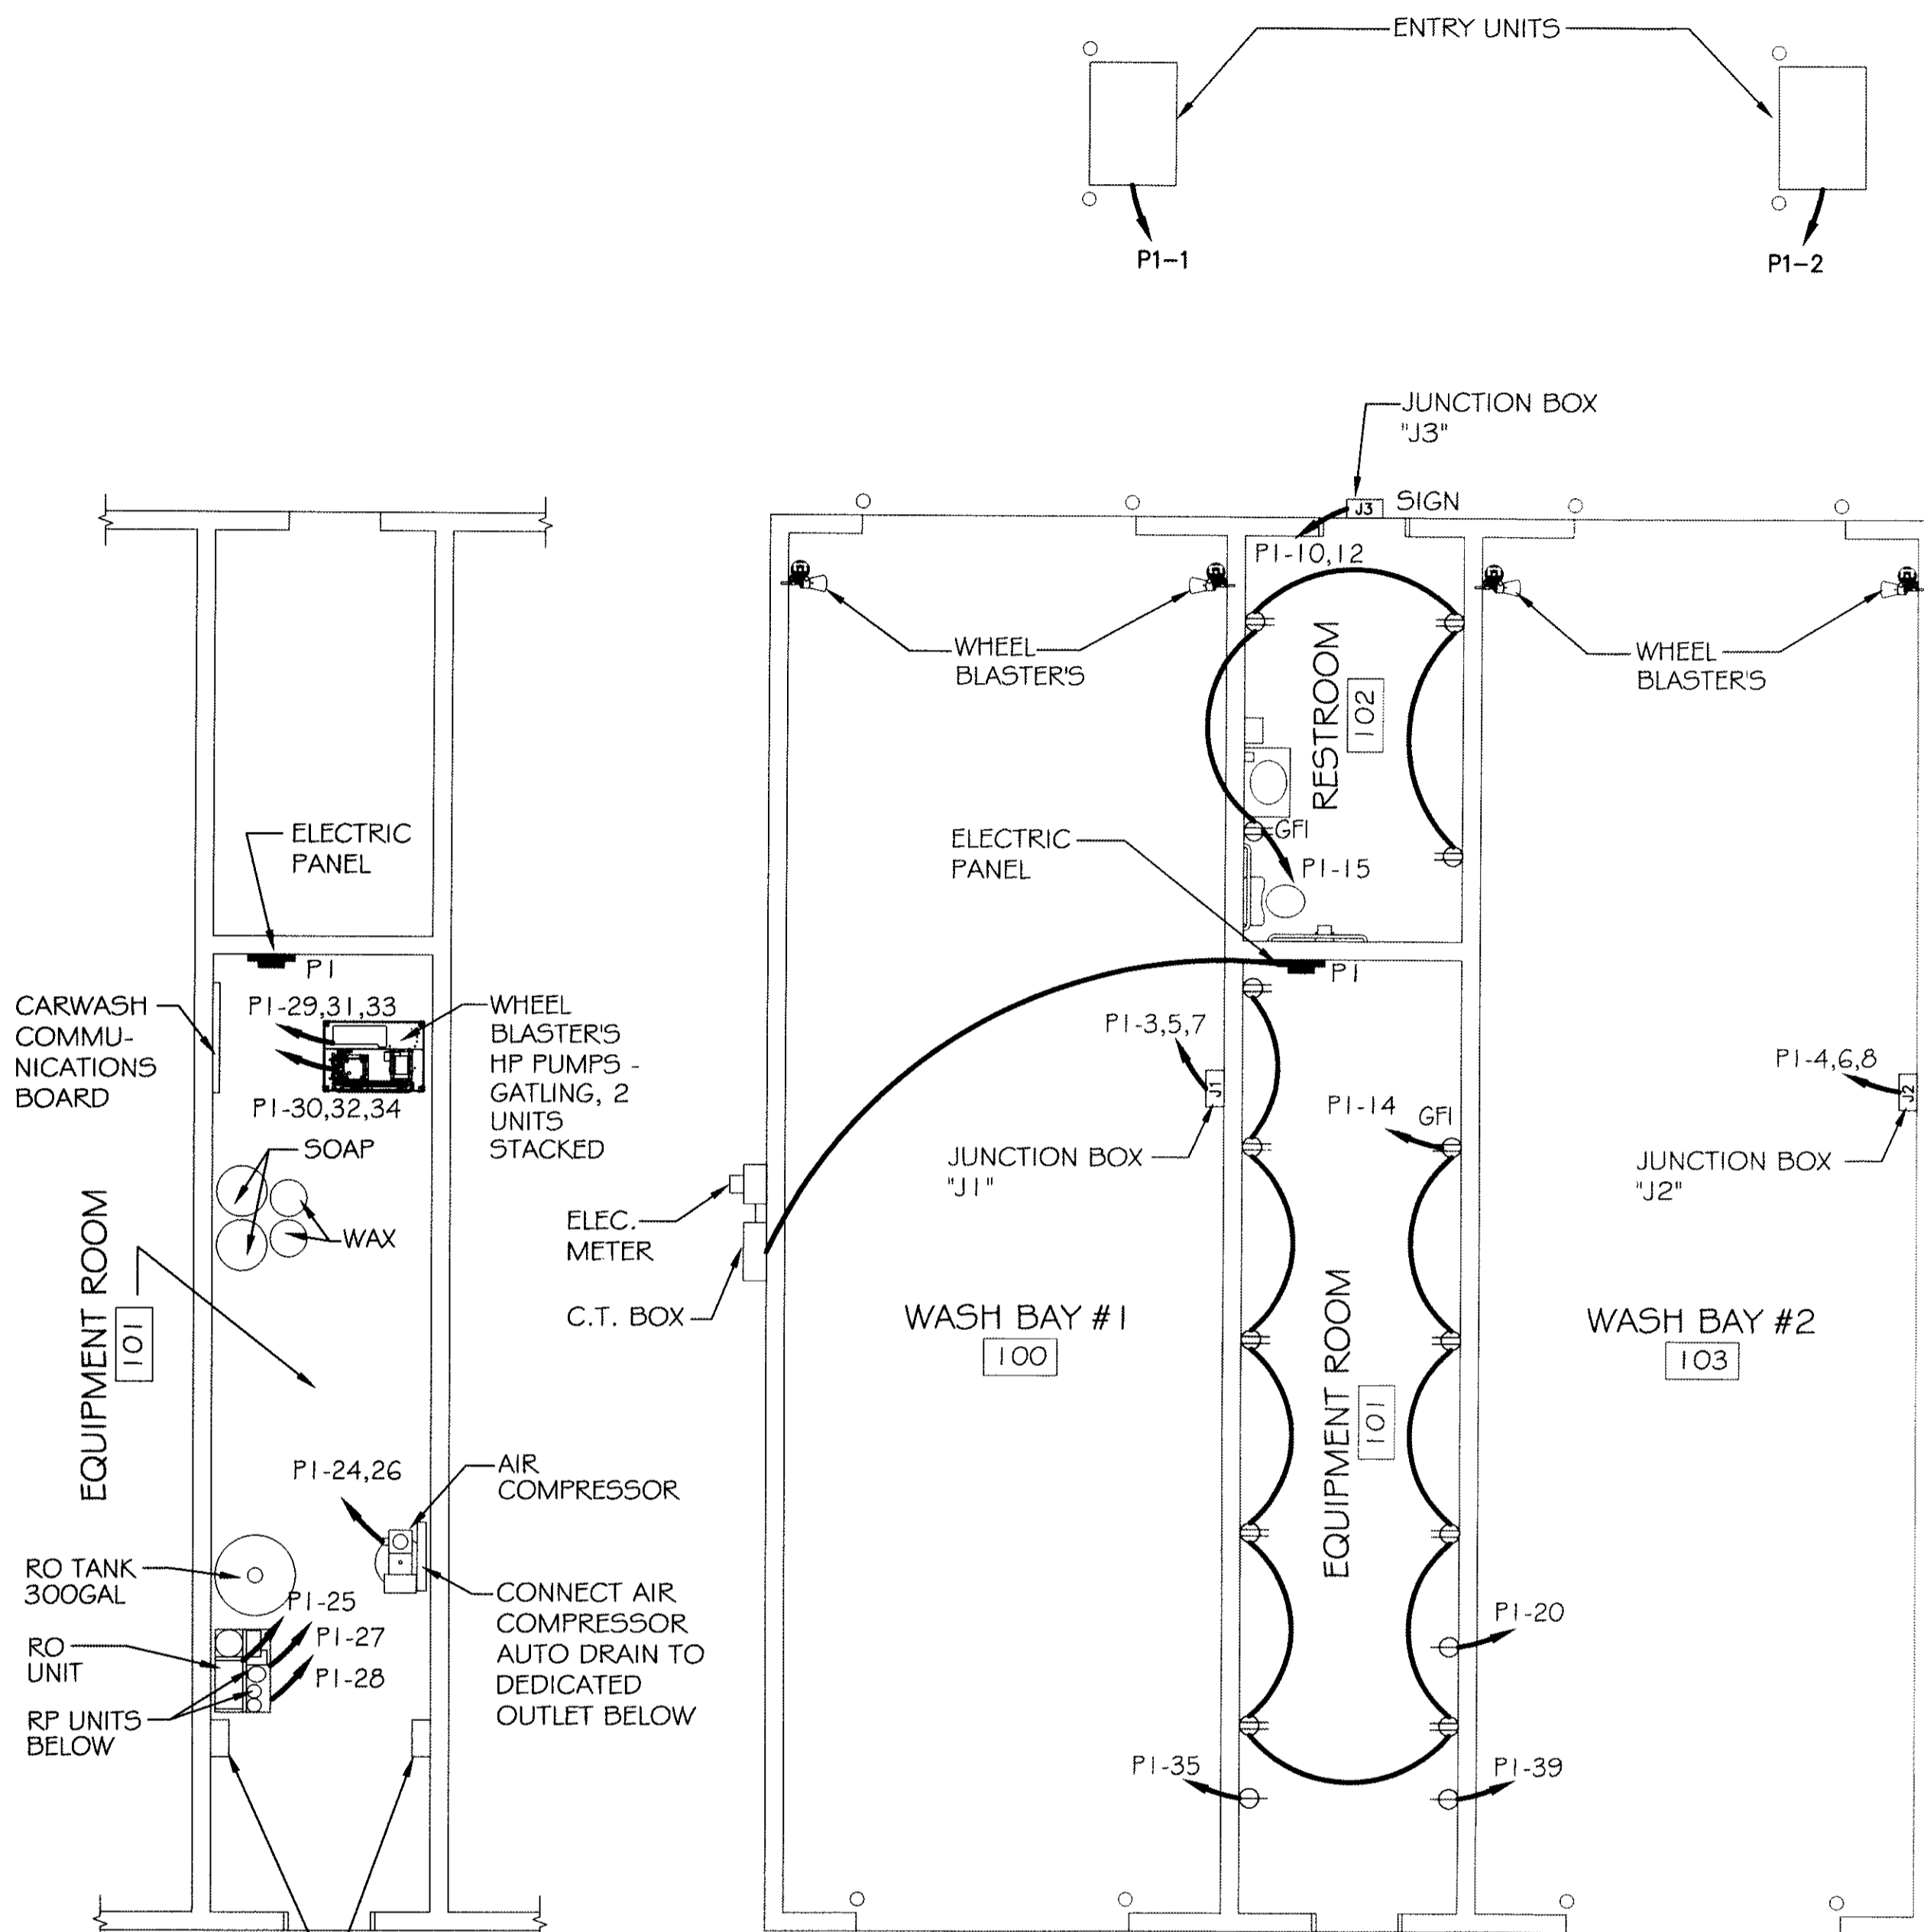 ENTRY UNITS
P1-1
P1-2
JUNCTION BOX
"J3"
J3
SIGN
P1-10,12
WHEEL
BLASTER'S
WHEEL
BLASTER'S
RESTROOM
102
GFI
P1-15
ELECTRIC
PANEL
P1
ELECTRIC
PANEL
P1
CARWASH
COMMU-
NICATIONS
BOARD
P1-29,31,33
P1-30,32,34
WHEEL
BLASTER'S
HP PUMPS -
GATLING, 2
UNITS
STACKED
SOAP
WAX
EQUIPMENT ROOM
101
P1-24,26
AIR
COMPRESSOR
RO TANK
300GAL
P1-25
P1-27
P1-28
RO
UNIT
RP UNITS
BELOW
CONNECT AIR
COMPRESSOR
AUTO DRAIN TO
DEDICATED
OUTLET BELOW
P1-3,5,7
J1
JUNCTION BOX
"J1"
P1-14
GFI
P1-4,6,8
J2
JUNCTION BOX
"J2"
ELEC.
METER
C.T. BOX
WASH BAY #1
100
EQUIPMENT ROOM
101
WASH BAY #2
103
P1-20
P1-35
P1-39